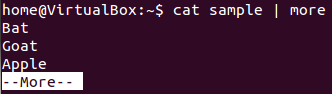 home@VirtualBox:~$ cat sample | more
Bat
Goat
Apple
--More--